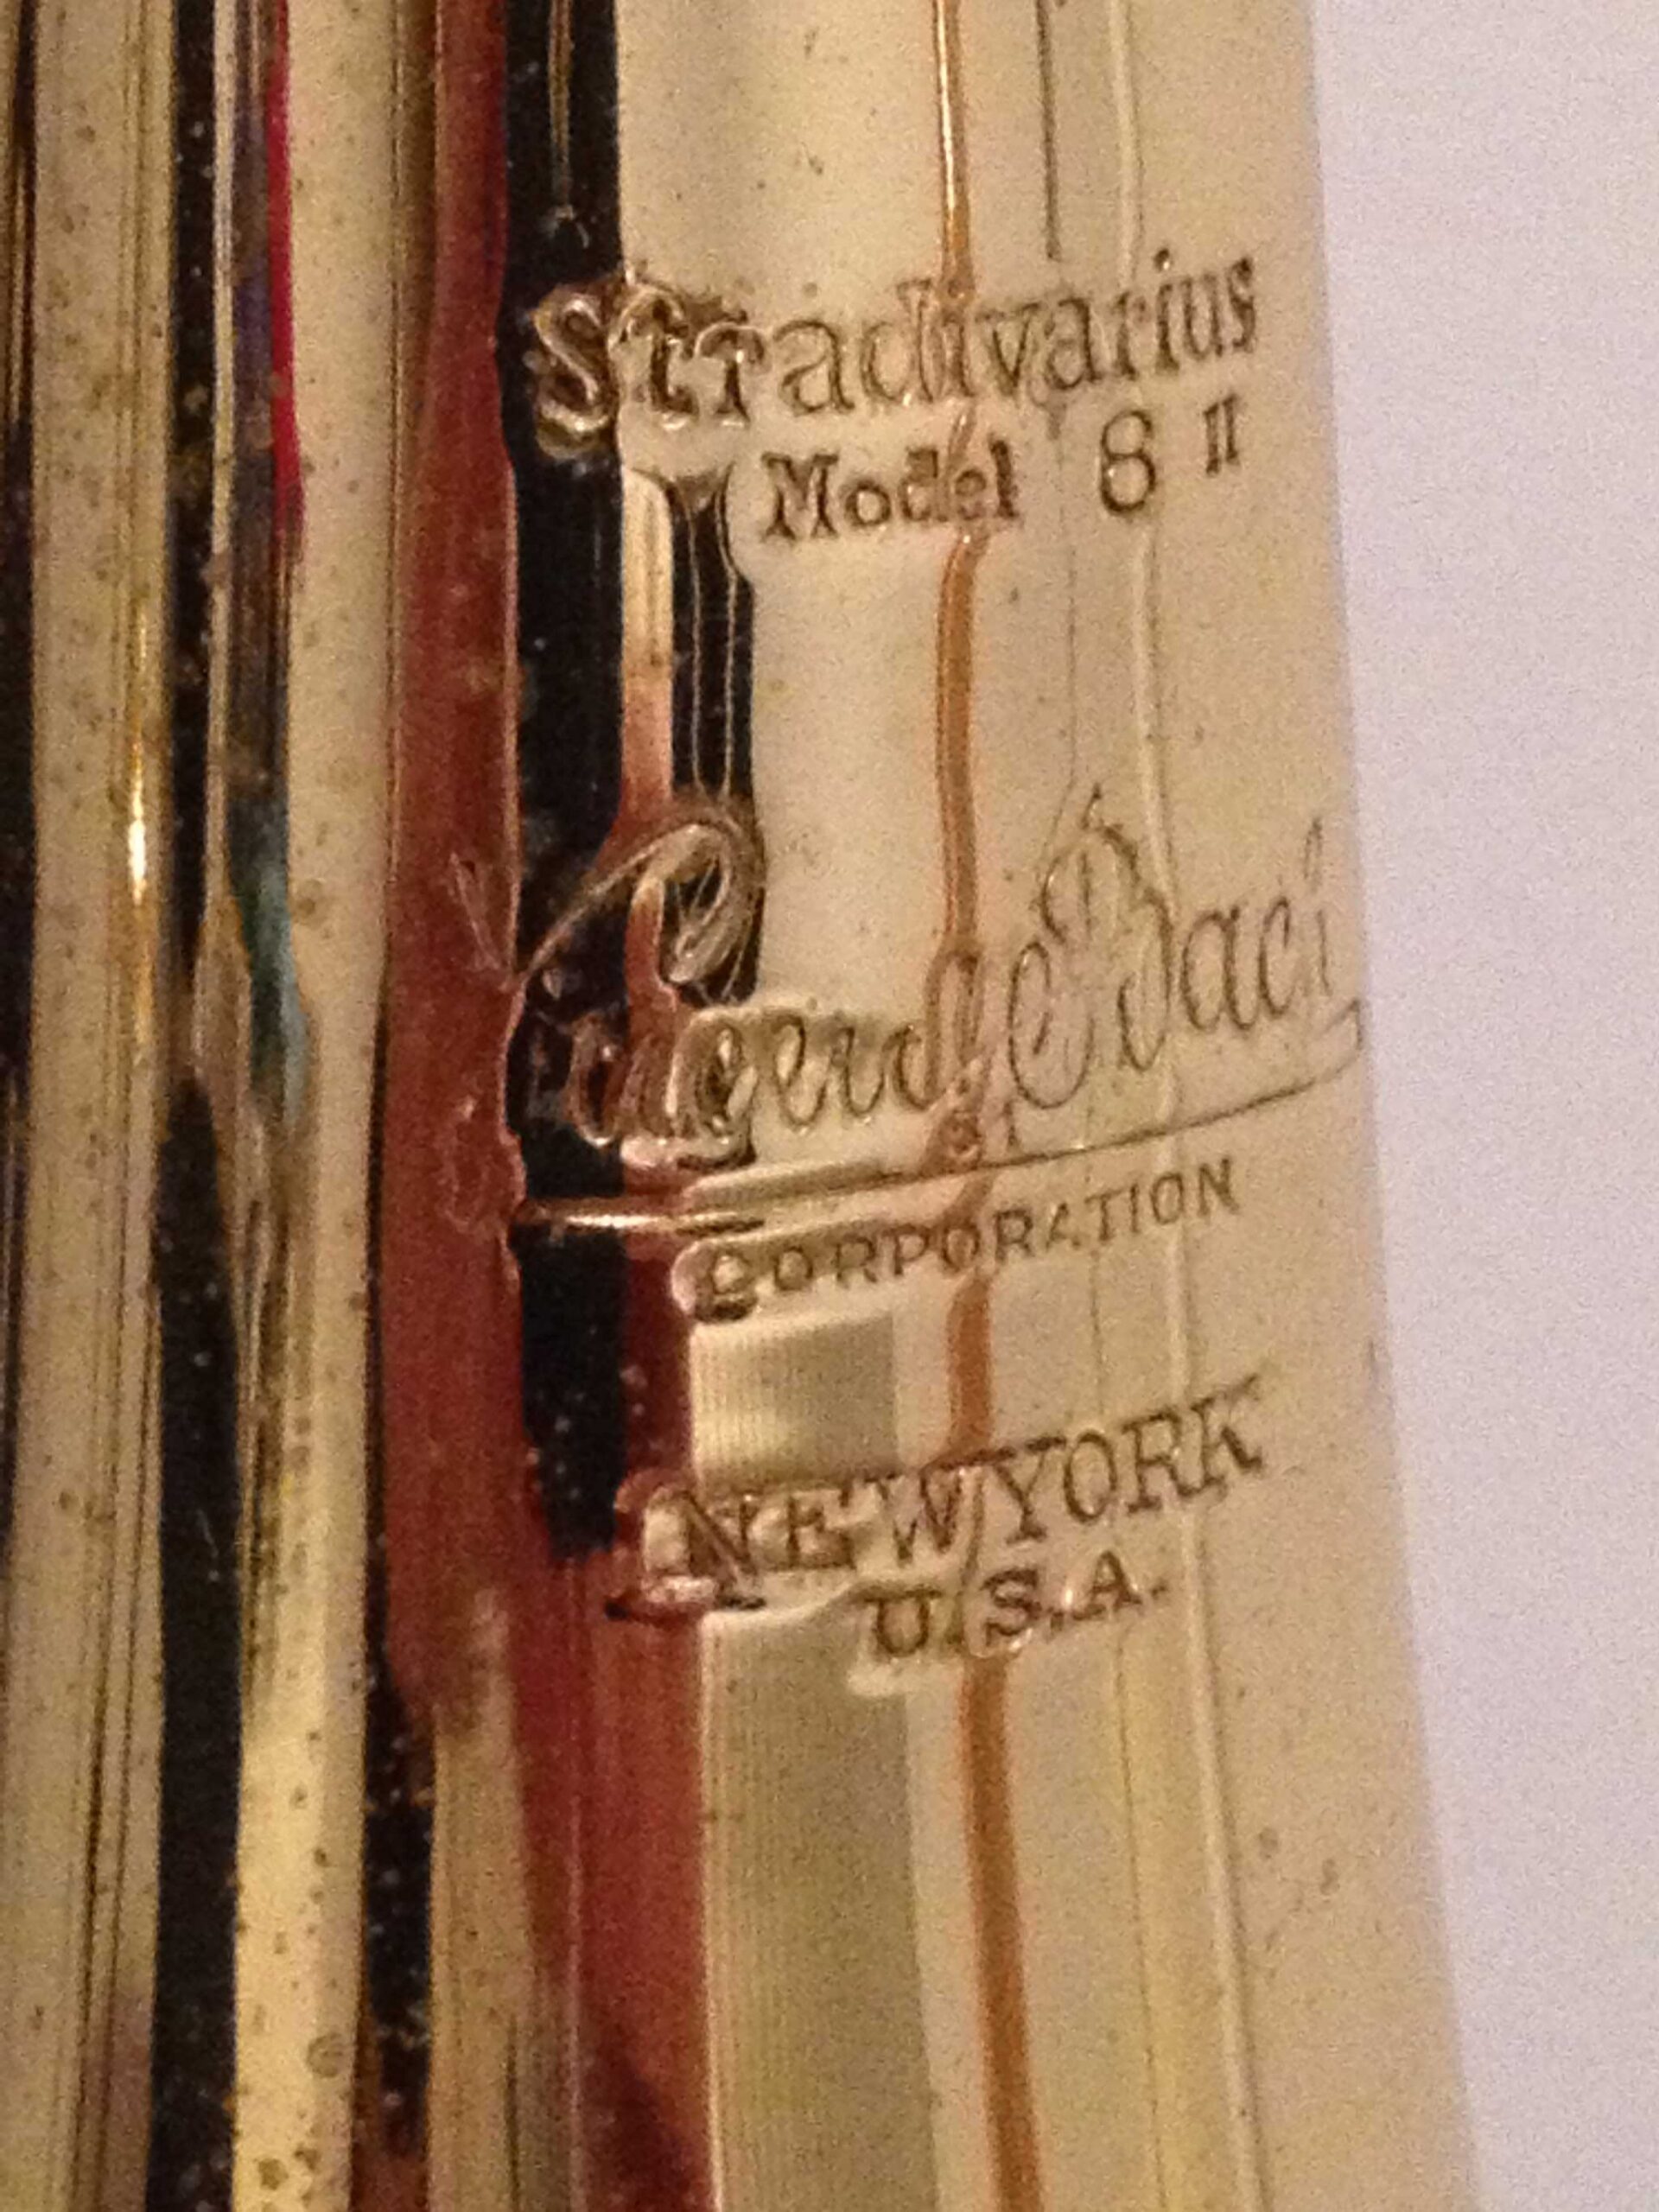 Stradivarius
Model 8 II
Vincent Bach
CORPORATION
NEW YORK
U.S.A.